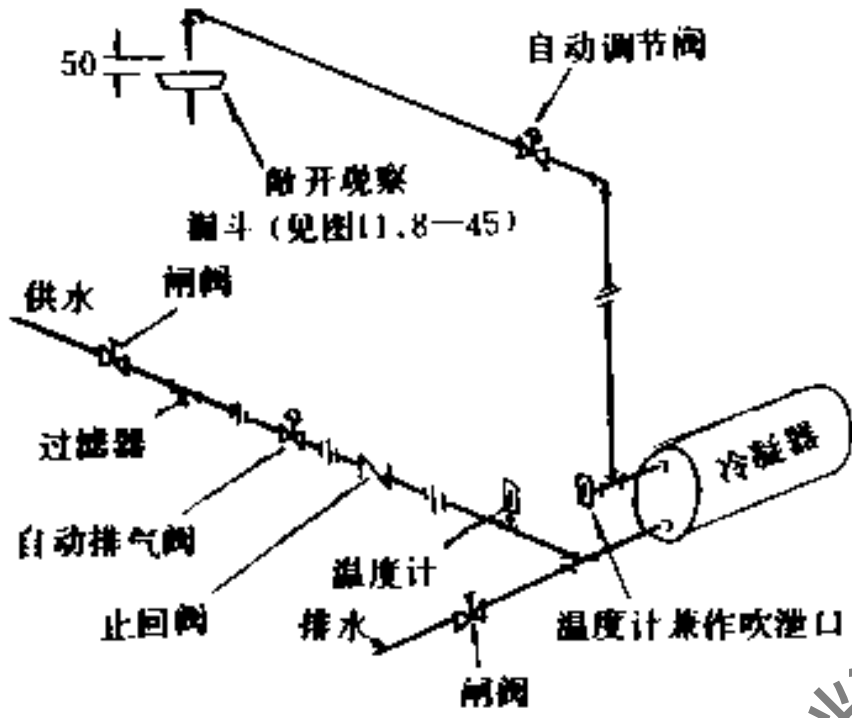 50
自动调节阀
敞开观察
漏斗（见图11.8—45）
供水
闸阀
过滤器
冷凝器
自动排气阀
温度计
止回阀
排水
温度计兼作吹泄口
闸阀
业